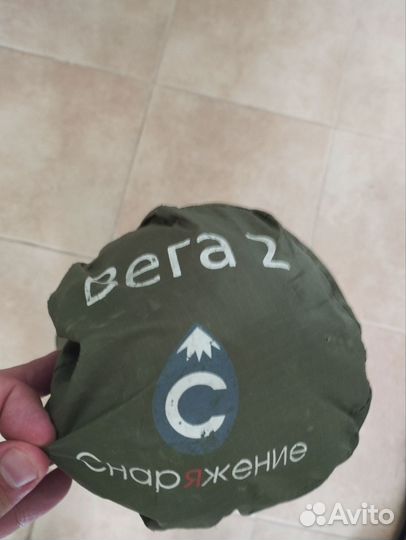 Вега 2
С
снаряжение
Avito